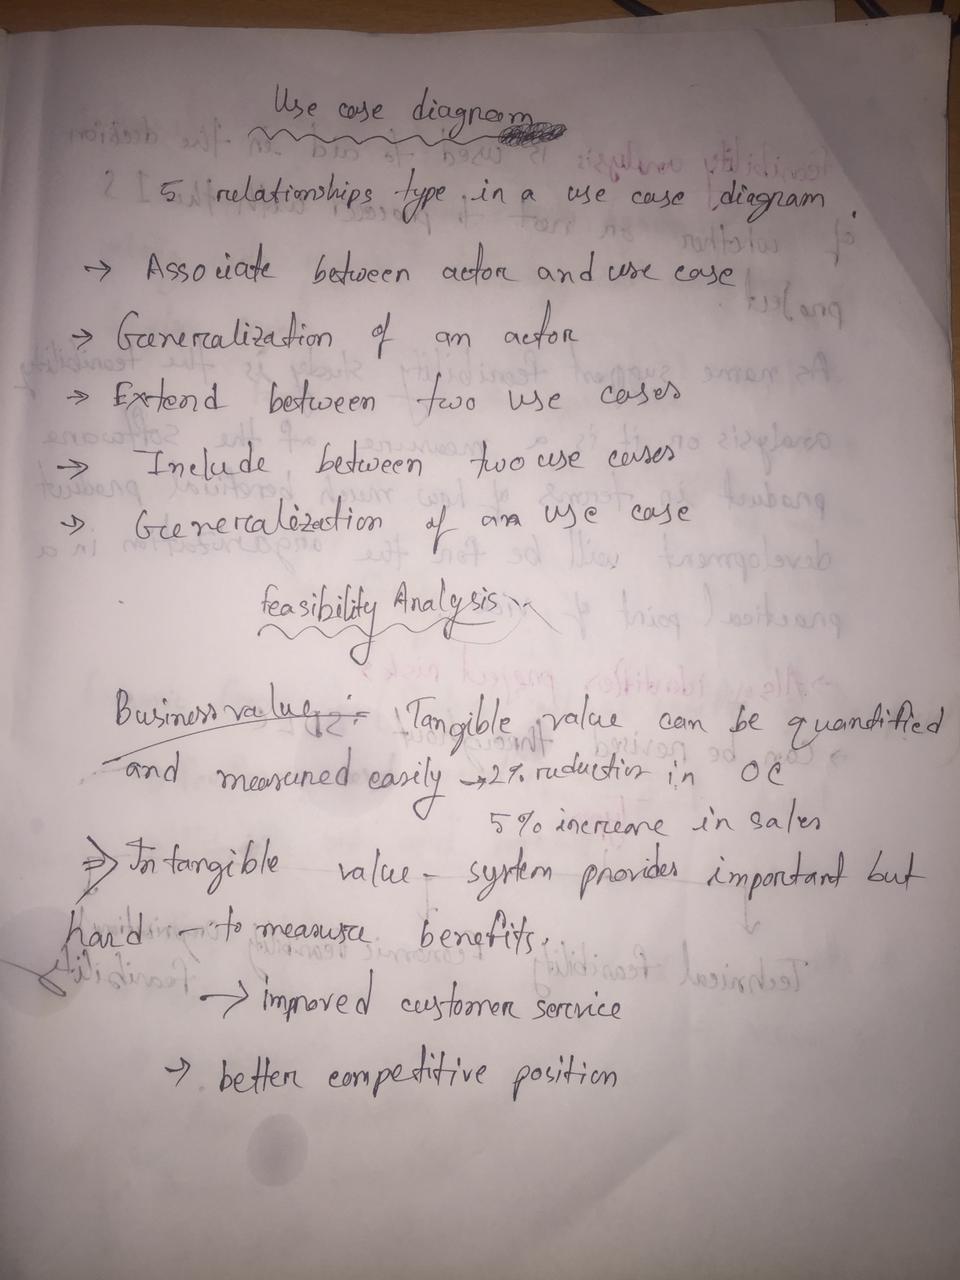 Use case diagram
5 relationships type in a use case diagram.
→ Associate between actor and use case
→ Generalization of an actor
→ Extend between two use cases
→ Include between two use cases
→ Generalization of an use case
Feasibility Analysis
Business value :- Tangible value can be quantified
and measured easily → 2% reduction in OC
5% increase in sales
⇒ Intangible value - system provides important but
hard - to measure benefits.
→ improved customer service
→ better competitive position